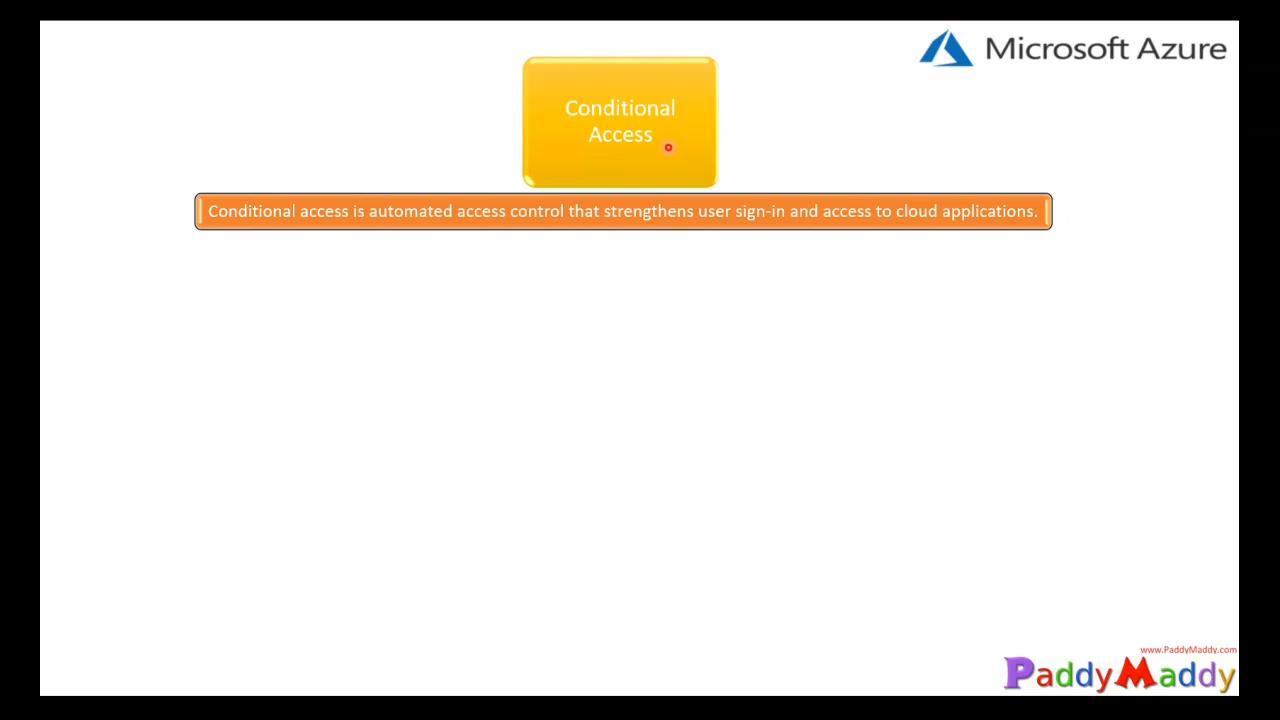 Microsoft Azure
Conditional
Access
Conditional access is automated access control that strengthens user sign-in and access to cloud applications.
www.PaddyMaddy.com
PaddyMaddy